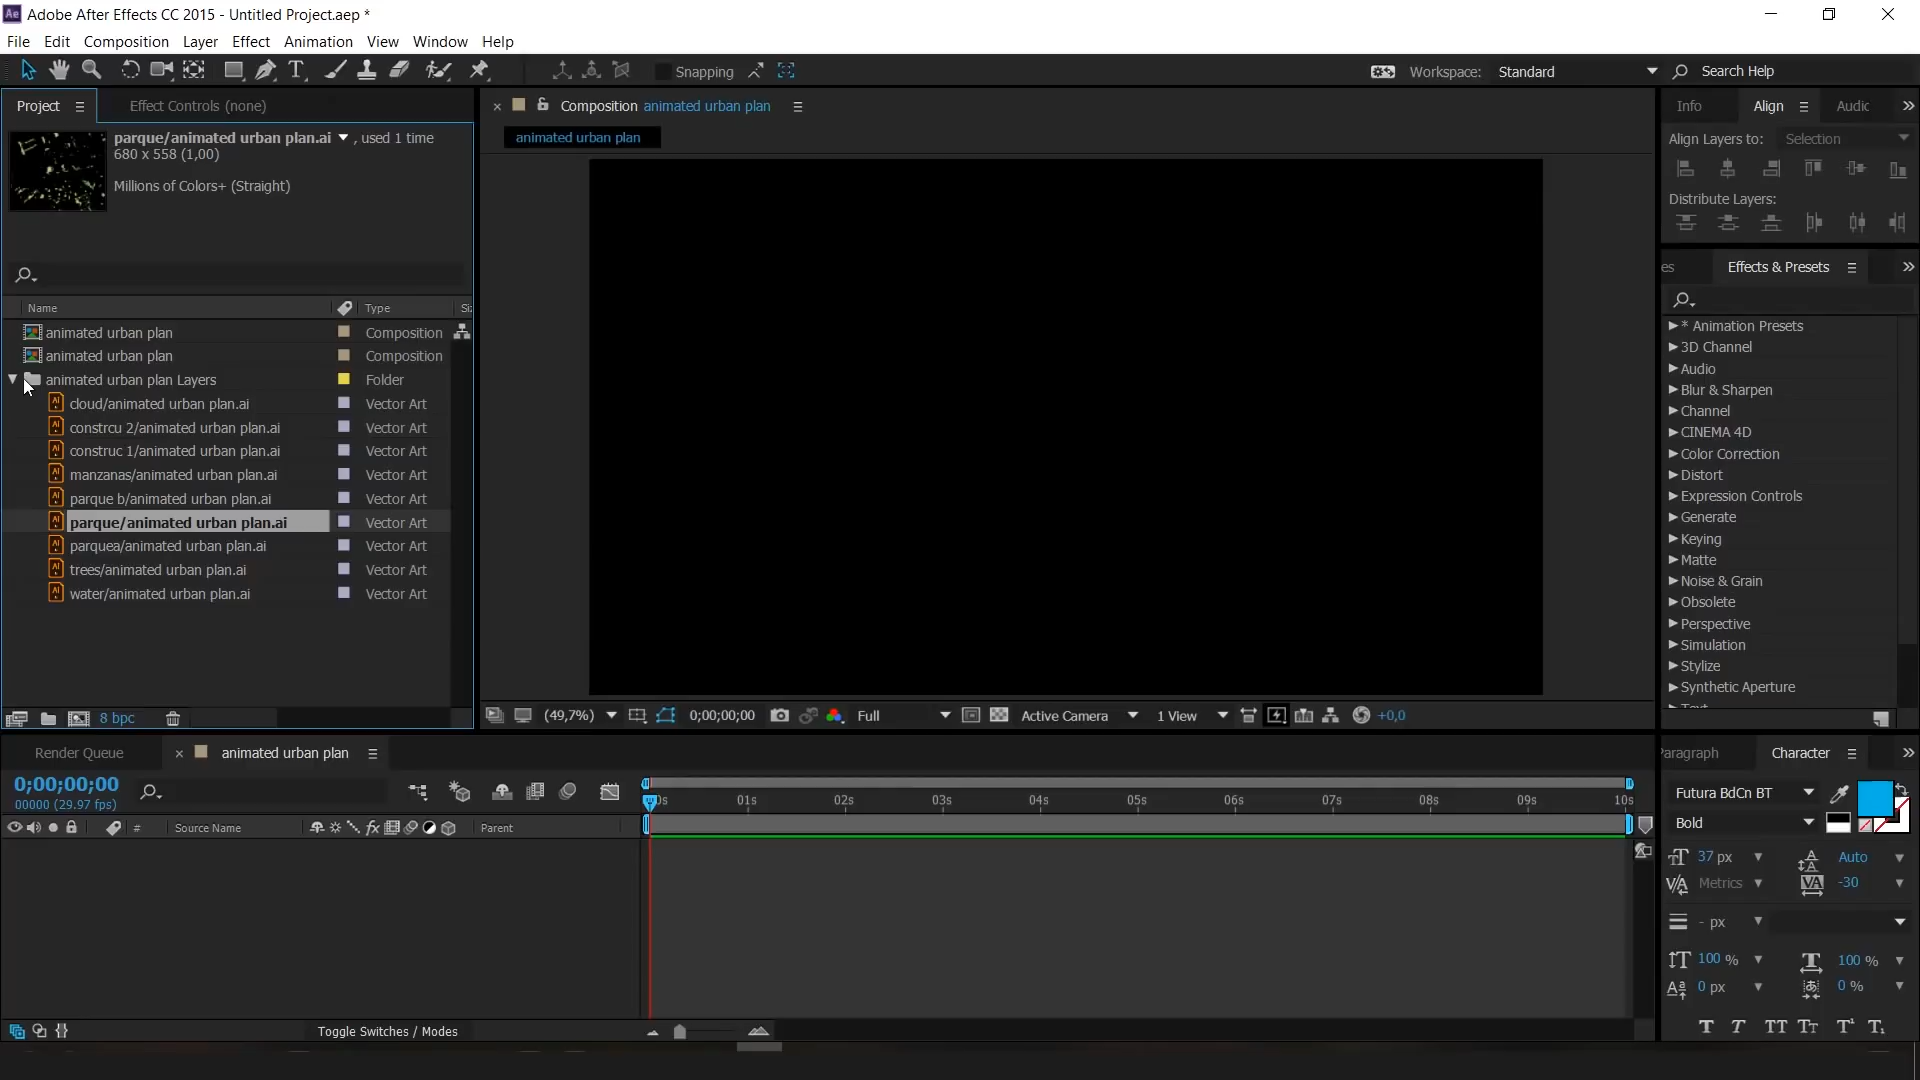 Adobe After Effects CC 2015 - Untitled Project.aep *
File Edit Composition Layer Effect Animation View Window Help
Snapping
Workspace: Standard
Search Help
Project
Effect Controls (none)
parque/animated urban plan.ai , used 1 time
680 x 558 (1,00)
Millions of Colors+ (Straight)
Name Type Siz
animated urban plan Composition
animated urban plan Composition
animated urban plan Layers Folder
cloud/animated urban plan.ai Vector Art
constrcu 2/animated urban plan.ai Vector Art
construc 1/animated urban plan.ai Vector Art
manzanas/animated urban plan.ai Vector Art
parque b/animated urban plan.ai Vector Art
parque/animated urban plan.ai Vector Art
parquea/animated urban plan.ai Vector Art
trees/animated urban plan.ai Vector Art
water/animated urban plan.ai Vector Art
8 bpc
Composition animated urban plan
animated urban plan
(49,7%) 0;00;00;00 Full Active Camera 1 View +0,0
Info Align Audic
Align Layers to: Selection
Distribute Layers:
es Effects & Presets
* Animation Presets
3D Channel
Audio
Blur & Sharpen
Channel
CINEMA 4D
Color Correction
Distort
Expression Controls
Generate
Keying
Matte
Noise & Grain
Obsolete
Perspective
Simulation
Stylize
Synthetic Aperture
Render Queue
animated urban plan
0;00;00;00
00000 (29.97 fps)
# Source Name Parent
0s 01s 02s 03s 04s 05s 06s 07s 08s 09s 10s
Toggle Switches / Modes
Paragraph Character
Futura BdCn BT
Bold
37 px Auto
Metrics -30
- px
100 % 100 %
0 px 0 %